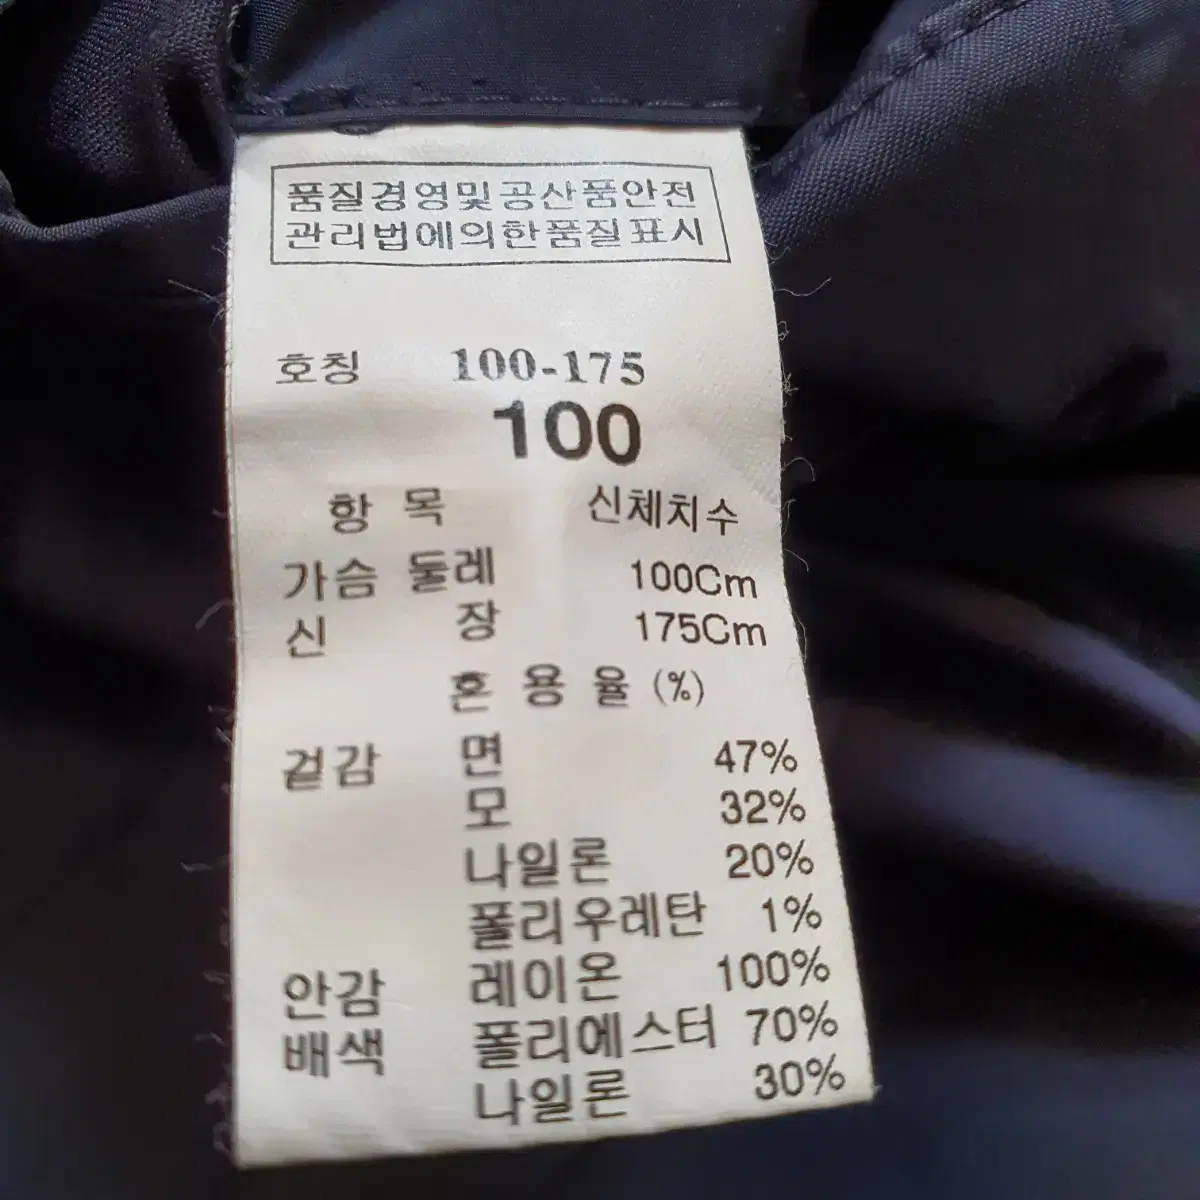 품질경영및공산품안전
관리법에의한품질표시
호칭 100-175
100
항 목 신체치수
가슴 둘레 100Cm
신 장 175Cm
혼 용 율 (%)
겉감 면 47%
모 32%
나일론 20%
폴리우레탄 1%
안감 레이온 100%
배색 폴리에스터 70%
나일론 30%